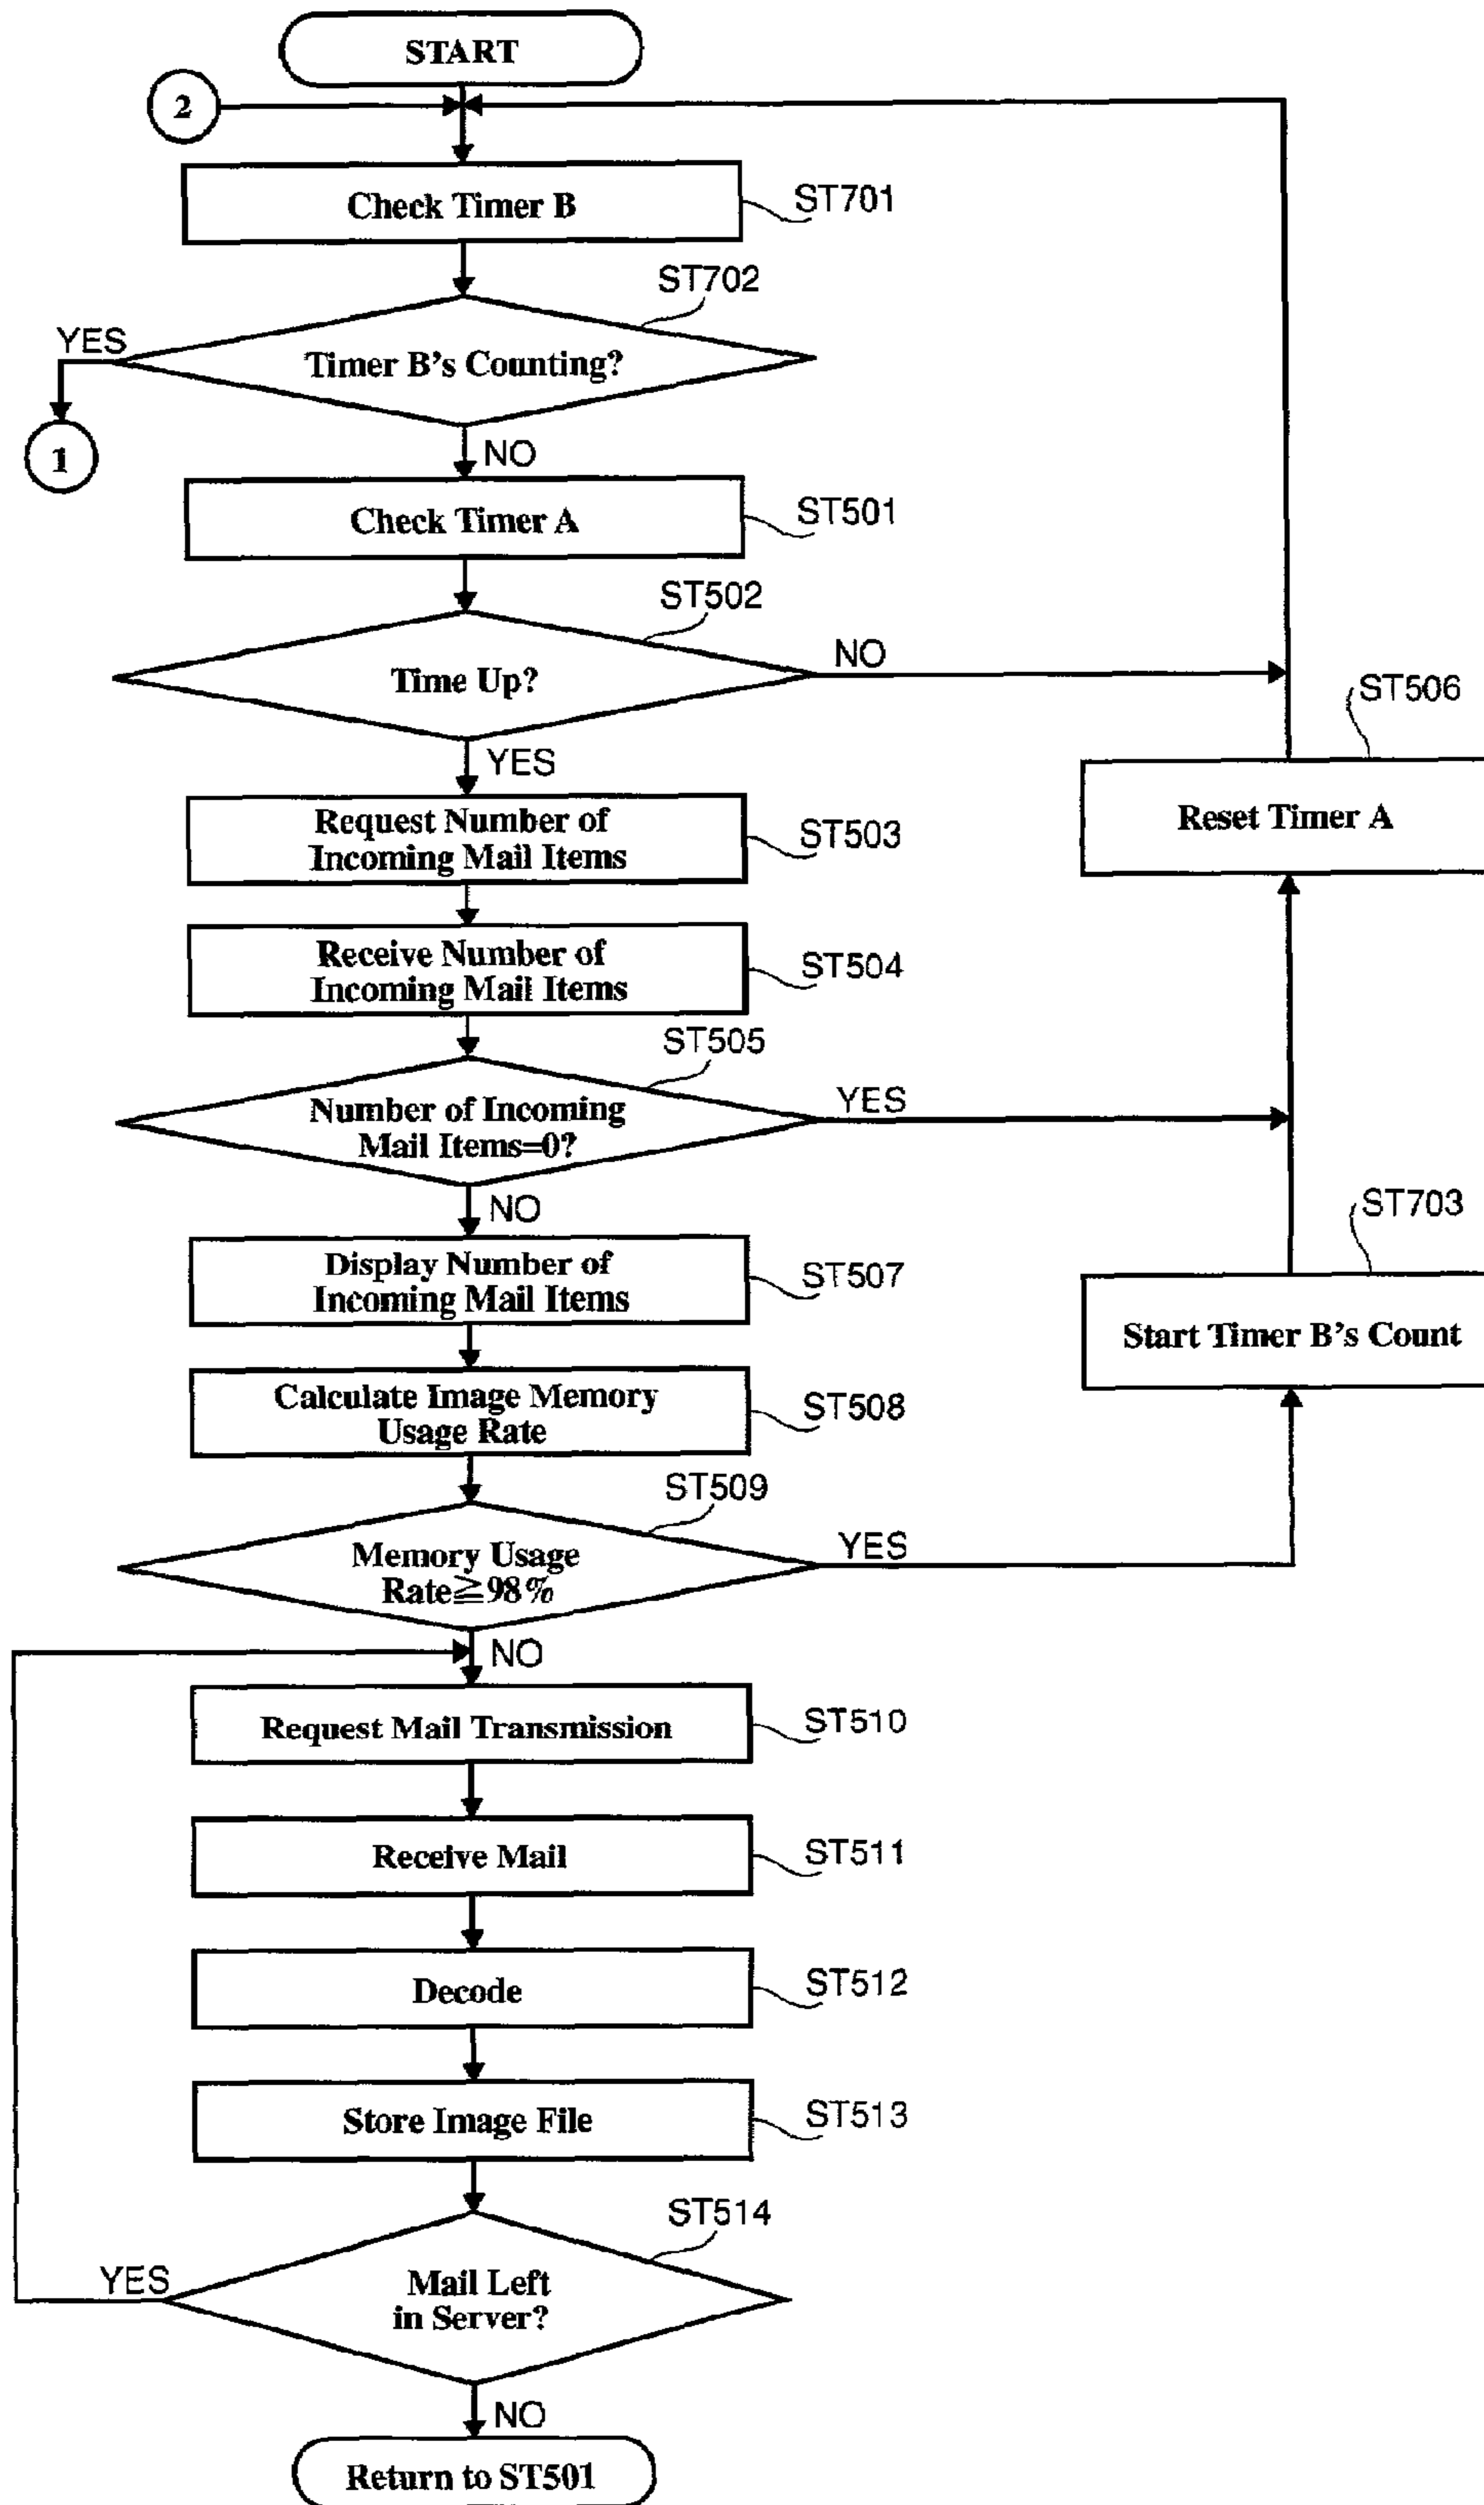 START
2
Check Timer B
ST701
ST702
YES
Timer B's Counting?
1
NO
Check Timer A
ST501
ST502
Time Up?
NO
ST506
YES
Reset Timer A
Request Number of
Incoming Mail Items
ST503
Receive Number of
Incoming Mail Items
ST504
ST505
Number of Incoming
Mail Items=0?
YES
NO
ST703
Display Number of
Incoming Mail Items
ST507
Start Timer B's Count
Calculate Image Memory
Usage Rate
ST508
ST509
Memory Usage
Rate≧98%
YES
NO
Request Mail Transmission
ST510
Receive Mail
ST511
Decode
ST512
Store Image File
ST513
ST514
YES
Mail Left
in Server?
NO
Return to ST501